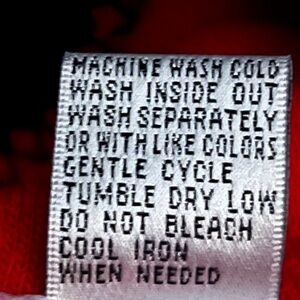 MACHINE WASH COLD
WASH INSIDE OUT
WASH SEPARATELY
OR WITH LIKE COLORS
GENTLE CYCLE
TUMBLE DRY LOW
DO NOT BLEACH
COOL IRON
WHEN NEEDED